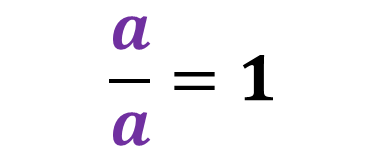 a/a = 1